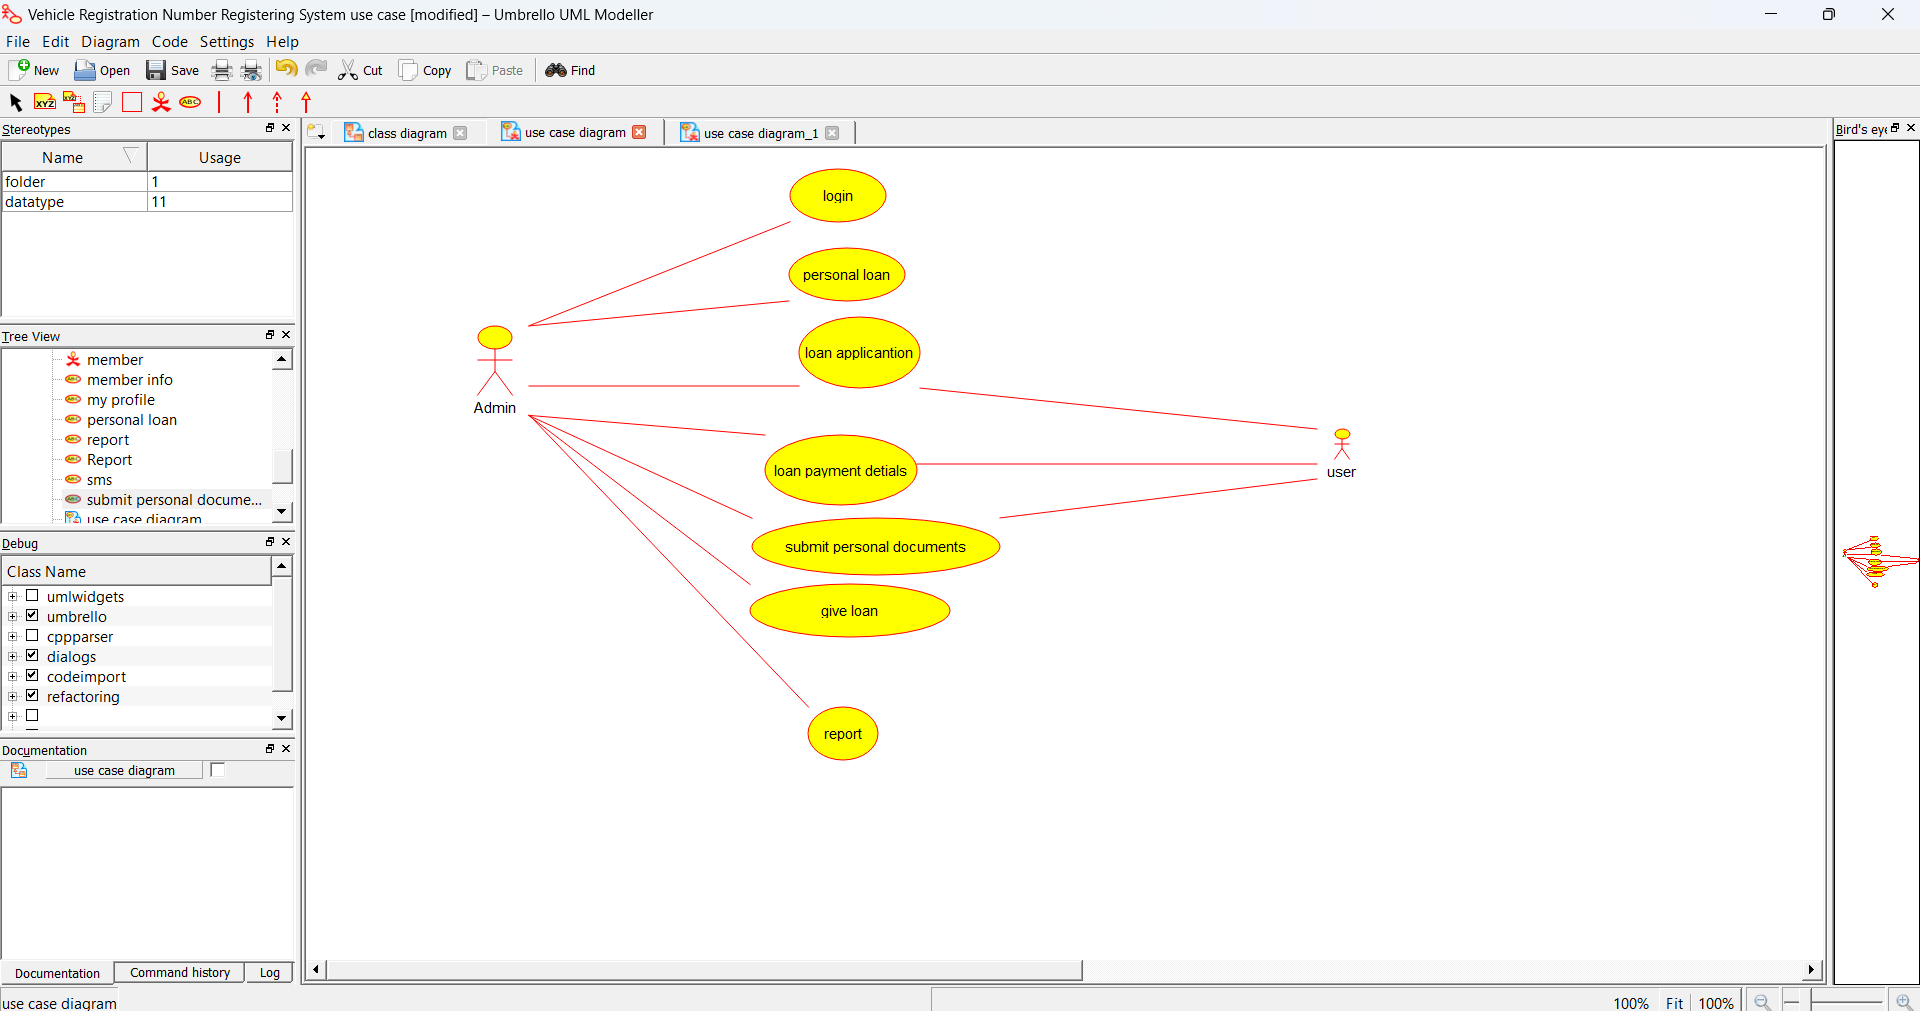 Vehicle Registration Number Registering System use case [modified] – Umbrello UML Modeller
File Edit Diagram Code Settings Help
New Open Save Cut Copy Paste Find
XYZ XYZ ABC
Stereotypes
Name Usage
folder 1
datatype 11
Tree View
member
member info
my profile
personal loan
report
Report
sms
submit personal docume...
use case diagram
Debug
Class Name
umlwidgets
umbrello
cppparser
dialogs
codeimport
refactoring
Documentation
use case diagram
Documentation Command history Log
use case diagram
class diagram use case diagram use case diagram_1
login
personal loan
loan applicantion
Admin
loan payment detials
user
submit personal documents
give loan
report
Bird's eye
100% Fit 100%